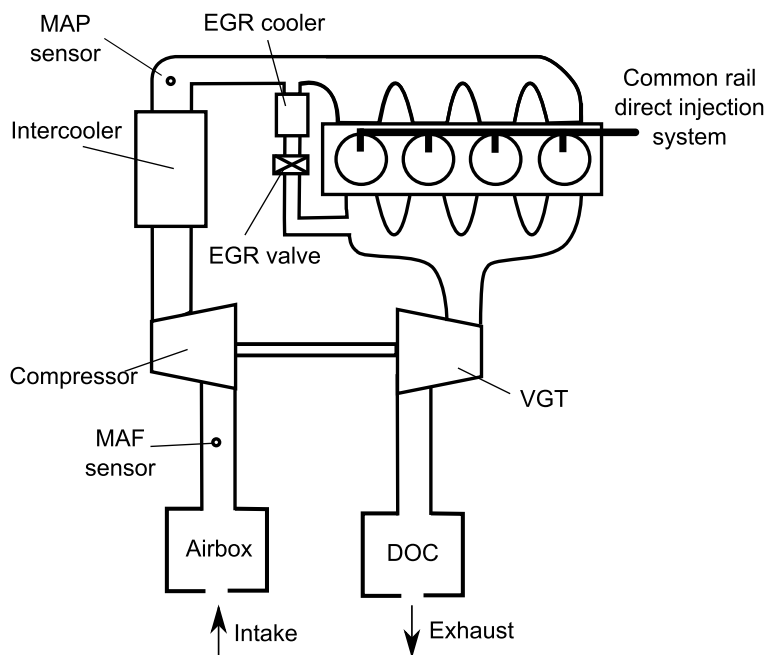 MAP
sensor
EGR cooler
Common rail
direct injection
system
Intercooler
EGR valve
Compressor
VGT
MAF
sensor
Airbox
DOC
Intake
Exhaust